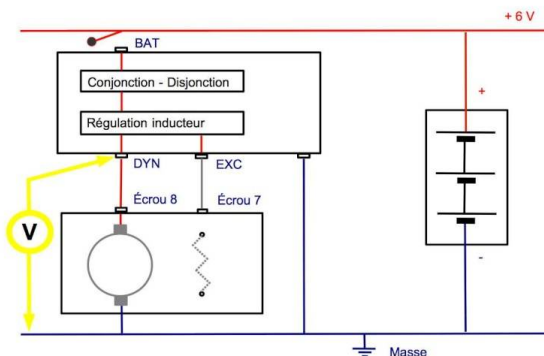 + 6 V
BAT
Conjonction - Disjonction
+
Régulation inducteur
DYN
EXC
Écrou 8
Écrou 7
V
-
Masse